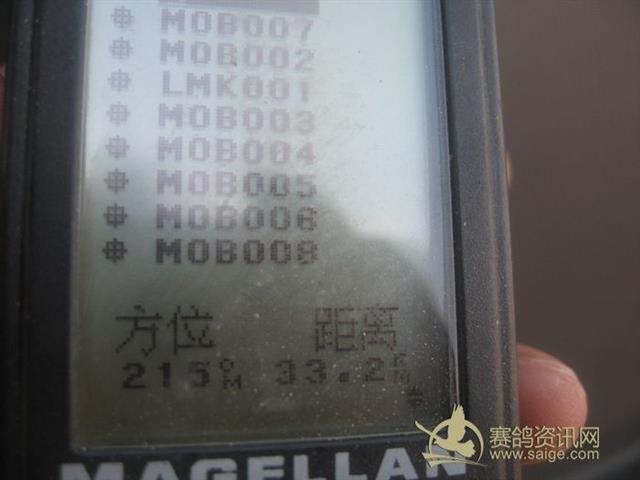 MOB007
MOB002
LMK001
MOB003
MOB004
MOB005
MOB006
MOB008
方位 距离
215°M 33.2KM
MAGELLAN
赛鸽资讯网
www.saige.com